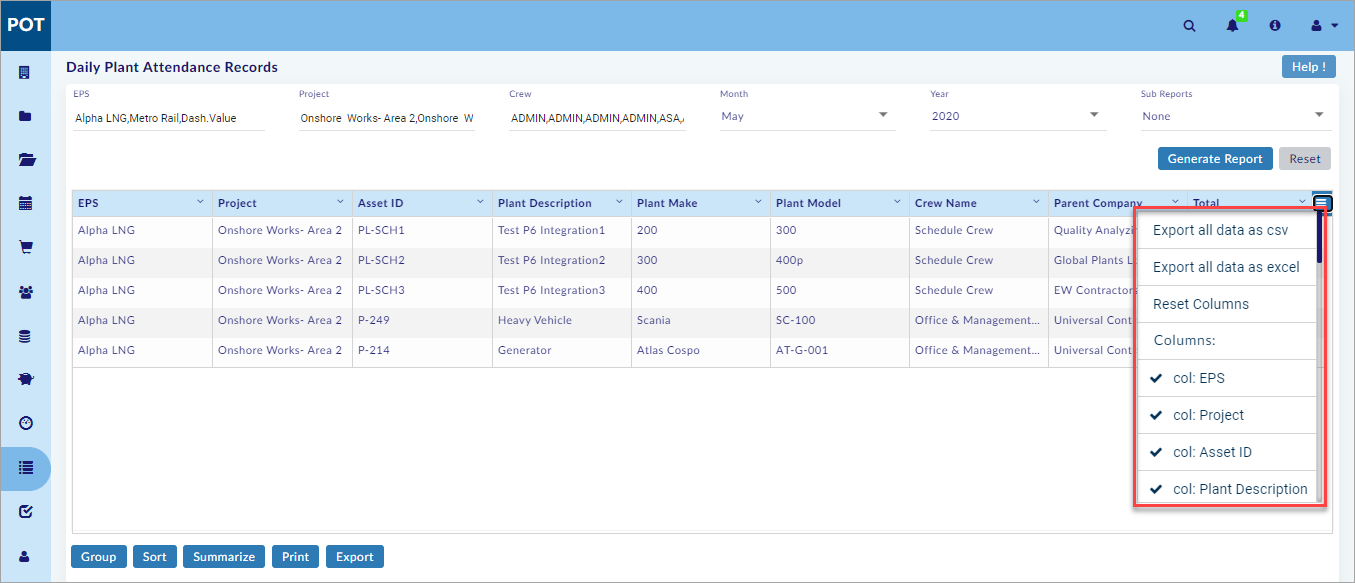 POT
4
Daily Plant Attendance Records
Help !
EPS Project Crew Month Year Sub Reports
Alpha LNG,Metro Rail,Dash.Value Onshore Works- Area 2,Onshore W ADMIN,ADMIN,ADMIN,ADMIN,ASA, May 2020 None
Generate Report Reset
EPS Project Asset ID Plant Description Plant Make Plant Model Crew Name Parent Company Total
Alpha LNG Onshore Works- Area 2 PL-SCH1 Test P6 Integration1 200 300 Schedule Crew Quality Analyzi
Alpha LNG Onshore Works- Area 2 PL-SCH2 Test P6 Integration2 300 400p Schedule Crew Global Plants L
Alpha LNG Onshore Works- Area 2 PL-SCH3 Test P6 Integration3 400 500 Schedule Crew EW Contractors
Alpha LNG Onshore Works- Area 2 P-249 Heavy Vehicle Scania SC-100 Office & Management... Universal Cont
Alpha LNG Onshore Works- Area 2 P-214 Generator Atlas Cospo AT-G-001 Office & Management... Universal Cont
Export all data as csv
Export all data as excel
Reset Columns
Columns:
col: EPS
col: Project
col: Asset ID
col: Plant Description
Group Sort Summarize Print Export